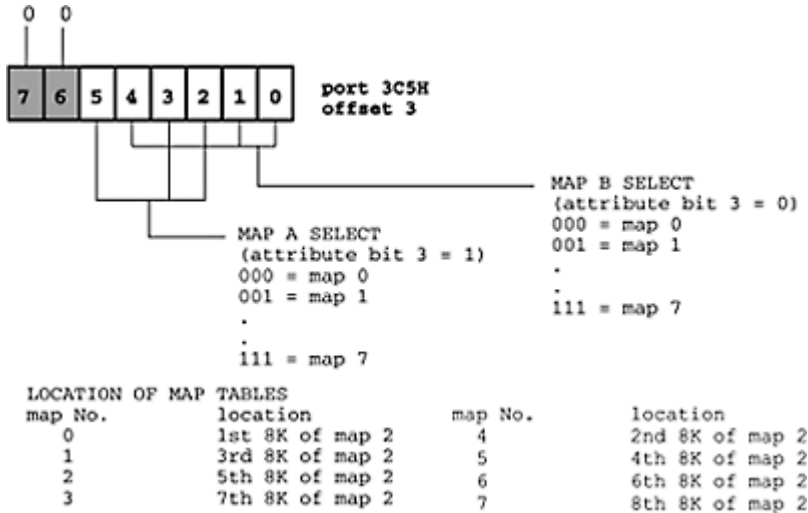 0 0
7 6 5 4 3 2 1 0
port 3C5H
offset 3
MAP B SELECT
(attribute bit 3 = 0)
000 = map 0
001 = map 1
.
.
111 = map 7
MAP A SELECT
(attribute bit 3 = 1)
000 = map 0
001 = map 1
.
.
111 = map 7
LOCATION OF MAP TABLES
map No. location map No. location
0 1st 8K of map 2 4 2nd 8K of map 2
1 3rd 8K of map 2 5 4th 8K of map 2
2 5th 8K of map 2 6 6th 8K of map 2
3 7th 8K of map 2 7 8th 8K of map 2